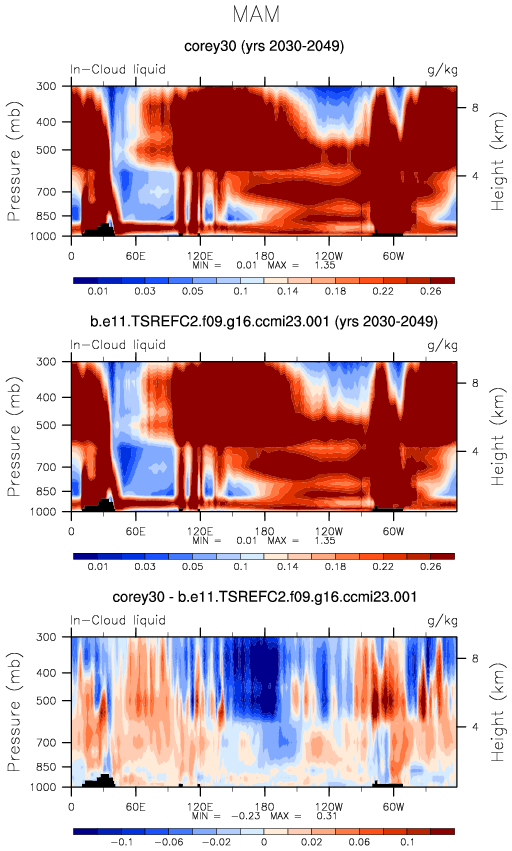 MAM
corey30 (yrs 2030-2049)
In-Cloud liquid g/kg
Pressure (mb)
300
400
500
700
850
1000
8
4
Height (km)
0 60E 120E 180 120W 60W
MIN = 0.01 MAX = 1.35
0.01 0.03 0.05 0.1 0.14 0.18 0.22 0.26
b.e11.TSREFC2.f09.g16.ccmi23.001 (yrs 2030-2049)
In-Cloud liquid g/kg
Pressure (mb)
300
400
500
700
850
1000
8
4
Height (km)
0 60E 120E 180 120W 60W
MIN = 0.01 MAX = 1.35
0.01 0.03 0.05 0.1 0.14 0.18 0.22 0.26
corey30 - b.e11.TSREFC2.f09.g16.ccmi23.001
In-Cloud liquid g/kg
Pressure (mb)
300
400
500
700
850
1000
8
4
Height (km)
0 60E 120E 180 120W 60W
MIN = -0.23 MAX = 0.31
-0.1 -0.06 -0.02 0 0.02 0.06 0.1